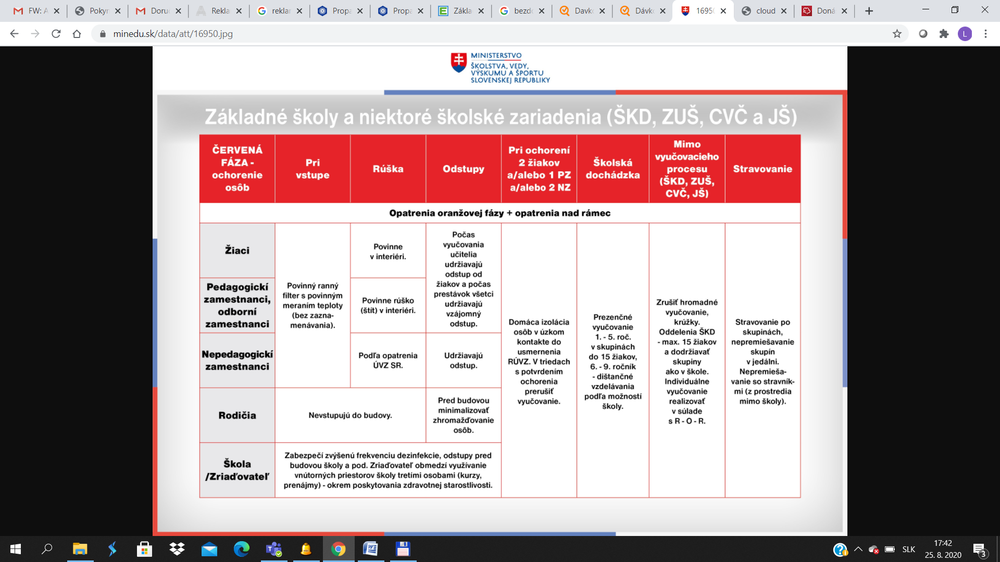 FW: A
Pokyr
Doru
Rekla
reklar
Propa
Propa
Zákla
bezd
Davk
Dávk
1695
cloud
Doná
minedu.sk/data/att/16950.jpg
L
MINISTERSTVO
ŠKOLSTVA, VEDY,
VÝSKUMU A ŠPORTU
SLOVENSKEJ REPUBLIKY
Základné školy a niektoré školské zariadenia (ŠKD, ZUŠ, CVČ a JŠ)
ČERVENÁ
FÁZA -
ochorenie
osôb
Pri
vstupe
Rúška
Odstupy
Pri ochorení
2 žiakov
a/alebo 1 PZ
a/alebo 2 NZ
Školská
dochádzka
Mimo
vyučovacieho
procesu
(ŠKD, ZUŠ,
CVČ, JŠ)
Stravovanie
Opatrenia oranžovej fázy + opatrenia nad rámec
Žiaci
Povinný ranný
filter s povinným
meraním teploty
(bez zazna-
menávania).
Povinne
v interiéri.
Počas
vyučovania
učitelia
udržiavajú
odstup od
žiakov a počas
prestávok všetci
udržiavajú
vzájomný
odstup.
Domáca izolácia
osôb v úzkom
kontakte do
usmernenia
RÚVZ. V triedach
s potvrdením
ochorenia
prerušiť
vyučovanie.
Prezenčné
vyučovanie
1. - 5. roč.
v skupinách
do 15 žiakov,
6. - 9. ročník
- dištančné
vzdelávania
podľa možností
školy.
Zrušiť hromadné
vyučovanie,
krúžky.
Oddelenia ŠKD
- max. 15 žiakov
a dodržiavať
skupiny
ako v škole.
Individuálne
vyučovanie
realizovať
v súlade
s R - O - R.
Stravovanie po
skupinách,
nepremiešavanie
skupín
v jedálni.
Nepremieša-
vanie so stravník-
mi (z prostredia
mimo školy).
Pedagogickí
zamestnanci,
odborní
zamestnanci
Povinne rúško
(štít) v interiéri.
Nepedagogickí
zamestnanci
Podľa opatrenia
ÚVZ SR.
Udržiavajú
odstup.
Rodičia
Nevstupujú do budovy.
Pred budovou
minimalizovať
zhromažďovanie
osôb.
Škola
/Zriaďovateľ
Zabezpečí zvýšenú frekvenciu dezinfekcie, odstupy pred
budovou školy a pod. Zriaďovateľ obmedzí využívanie
vnútorných priestorov školy tretími osobami (kurzy,
prenájmy) - okrem poskytovania zdravotnej starostlivosti.
SLK
17:42
25. 8. 2020
3